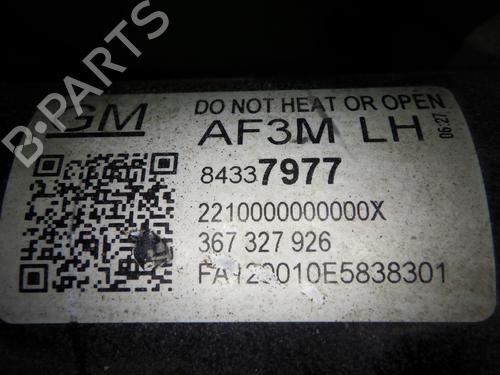 B-PARTS
GM
DO NOT HEAT OR OPEN
AF3M LH
06:27
84337977
2210000000000X
367 327 926
FA120010E5838301